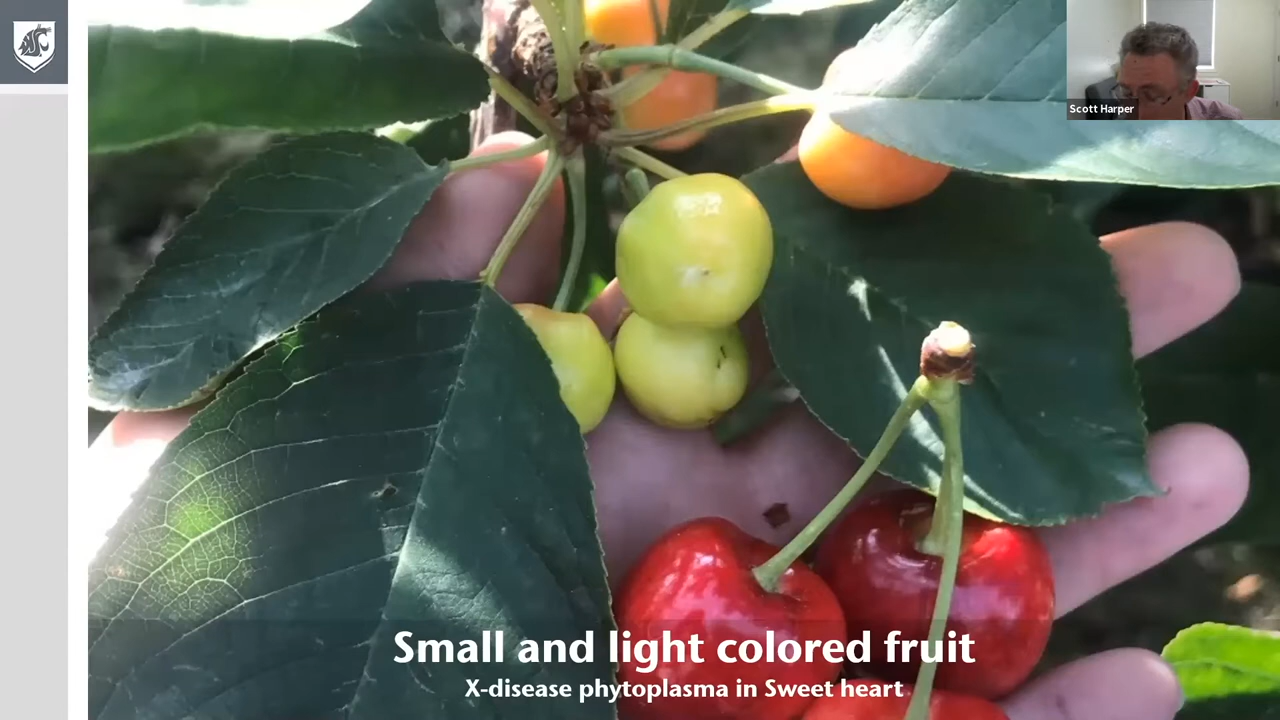 Scott Harper
Small and light colored fruit
X-disease phytoplasma in Sweet heart